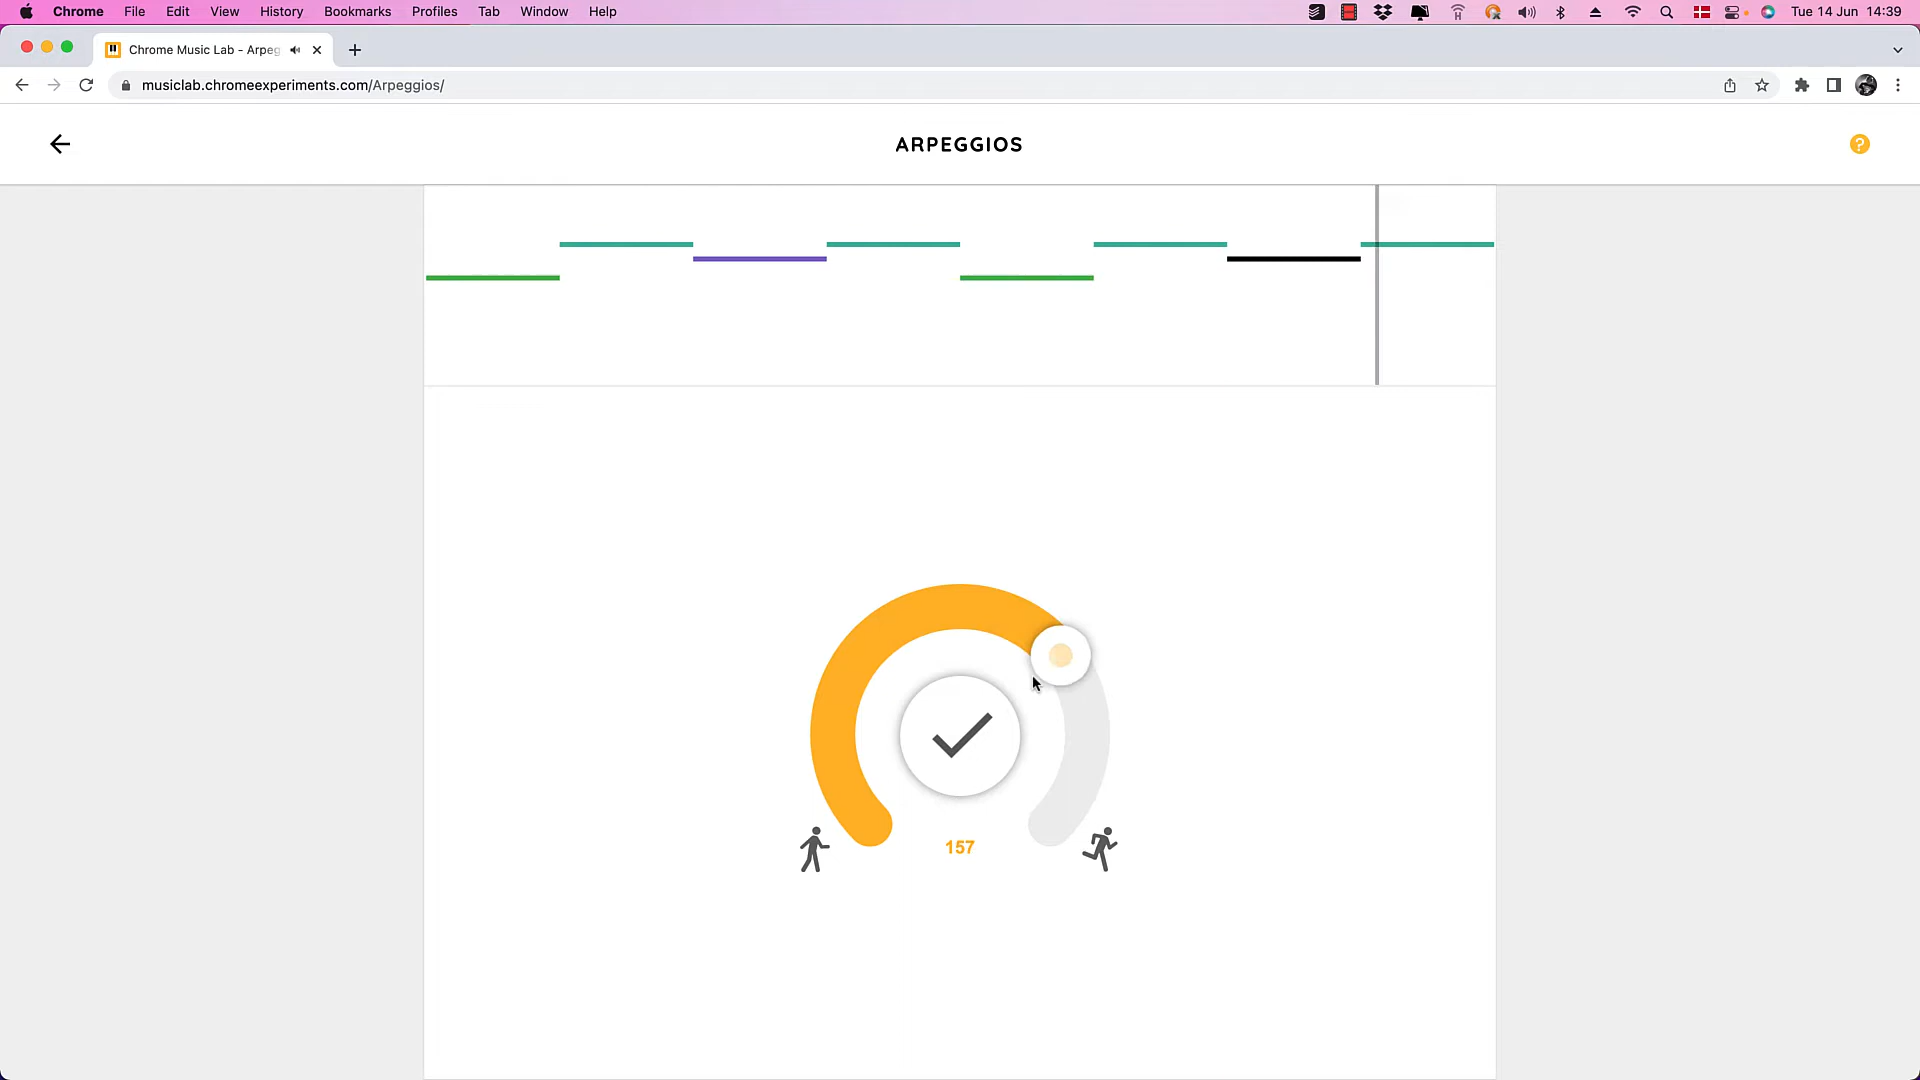 Chrome File Edit View History Bookmarks Profiles Tab Window Help Tue 14 Jun 14:39
Chrome Music Lab - Arpeg
musiclab.chromeexperiments.com/Arpeggios/
ARPEGGIOS
?
157